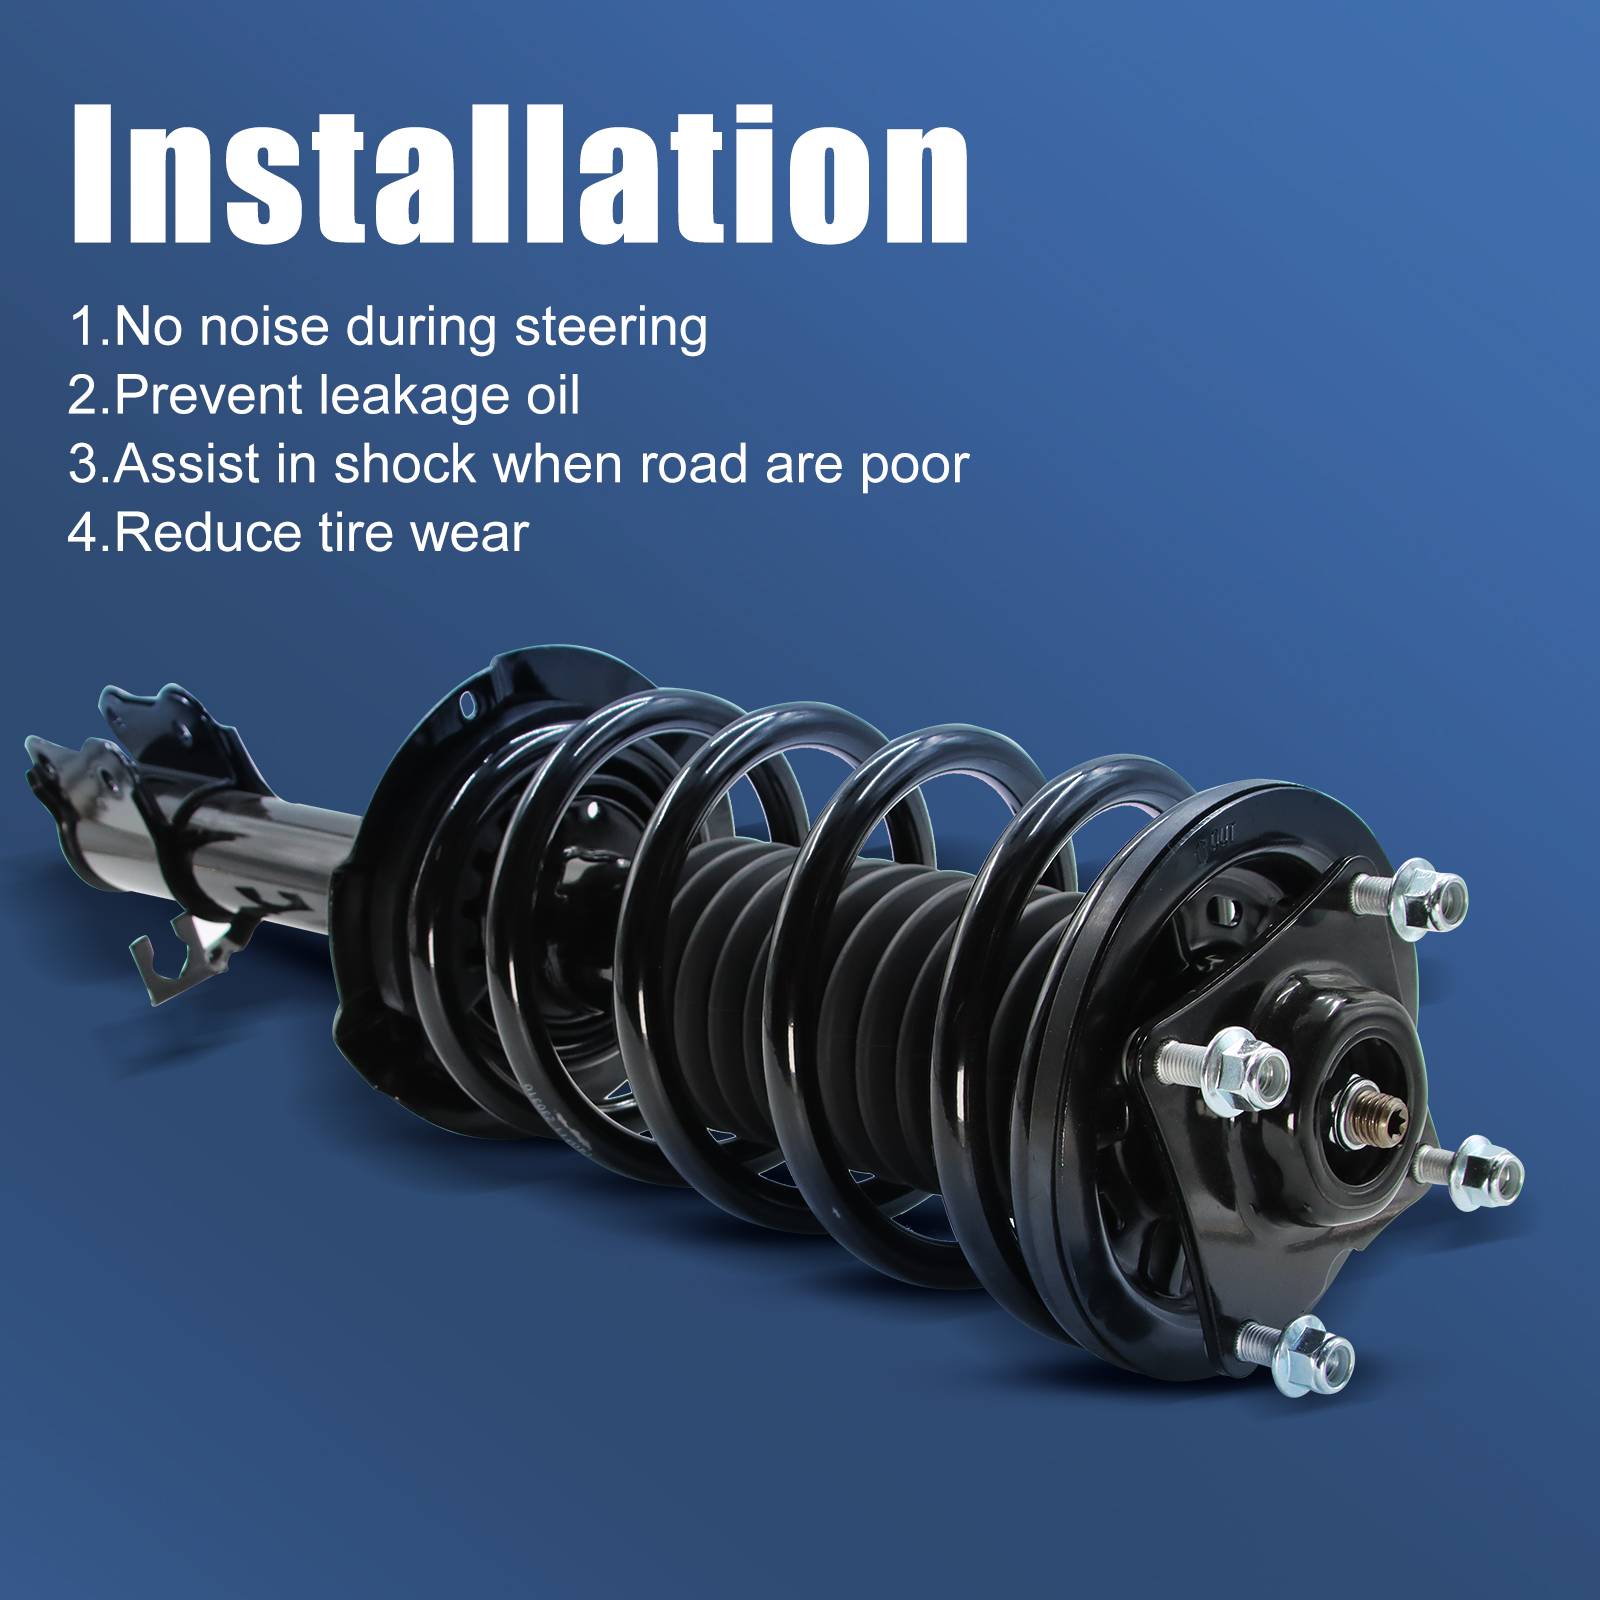 Installation
1.No noise during steering
2.Prevent leakage oil
3.Assist in shock when road are poor
4.Reduce tire wear
OUT